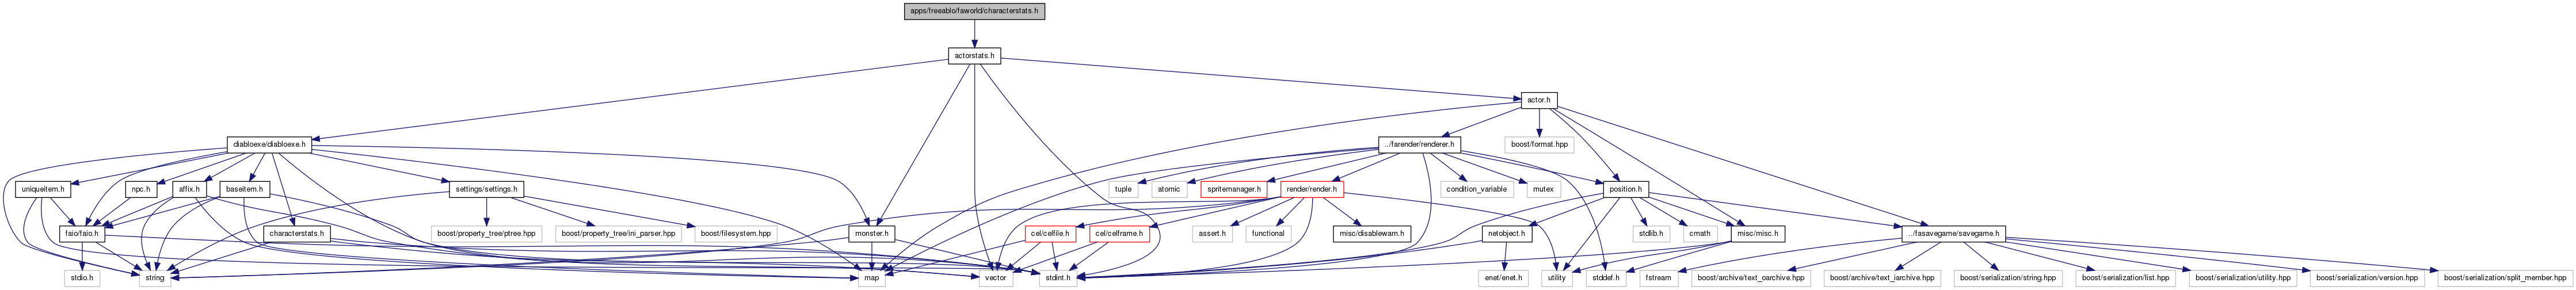 apps/freeablo/faworld/characterstats.h
actorstats.h
actor.h
diabloexe/diabloexe.h
../farender/renderer.h
boost/format.hpp
uniqueitem.h
npc.h
affix.h
baseitem.h
settings/settings.h
tuple
atomic
spritemanager.h
render/render.h
condition_variable
mutex
position.h
faio/faio.h
characterstats.h
boost/property_tree/ptree.hpp
boost/property_tree/ini_parser.hpp
boost/filesystem.hpp
monster.h
cel/celfile.h
cel/celframe.h
assert.h
functional
misc/disablewarn.h
netobject.h
stdlib.h
cmath
misc/misc.h
../fasavegame/savegame.h
stdio.h
string
map
vector
stdint.h
enet/enet.h
utility
stddef.h
fstream
boost/archive/text_oarchive.hpp
boost/archive/text_iarchive.hpp
boost/serialization/string.hpp
boost/serialization/list.hpp
boost/serialization/utility.hpp
boost/serialization/version.hpp
boost/serialization/split_member.hpp